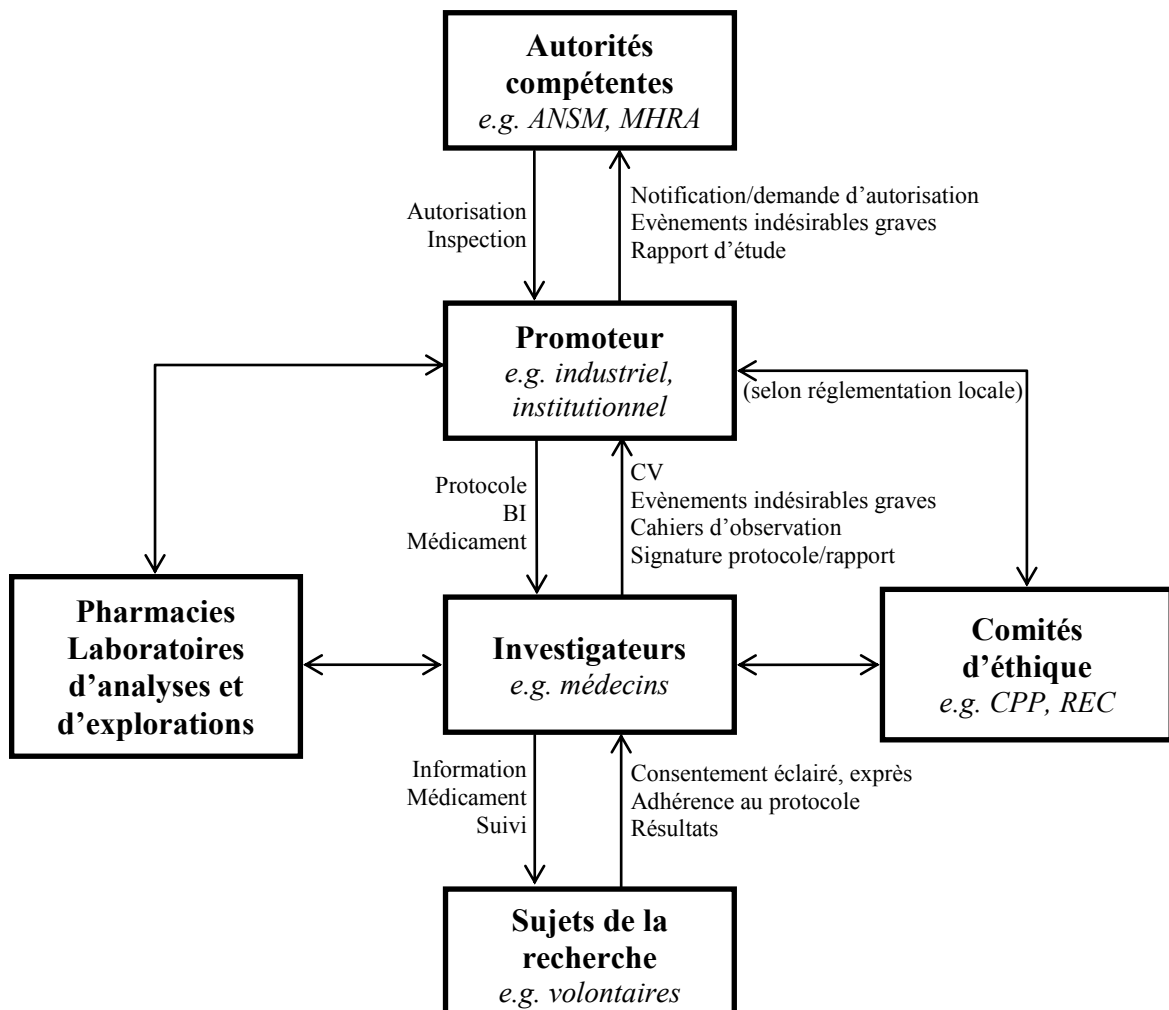 Autorités
compétentes
e.g. ANSM, MHRA
Autorisation
Inspection
Notification/demande d’autorisation
Evènements indésirables graves
Rapport d’étude
Promoteur
e.g. industriel,
institutionnel
(selon réglementation locale)
Protocole
BI
Médicament
CV
Evènements indésirables graves
Cahiers d’observation
Signature protocole/rapport
Pharmacies
Laboratoires
d’analyses et
d’explorations
Investigateurs
e.g. médecins
Comités
d’éthique
e.g. CPP, REC
Information
Médicament
Suivi
Consentement éclairé, exprès
Adhérence au protocole
Résultats
Sujets de la
recherche
e.g. volontaires